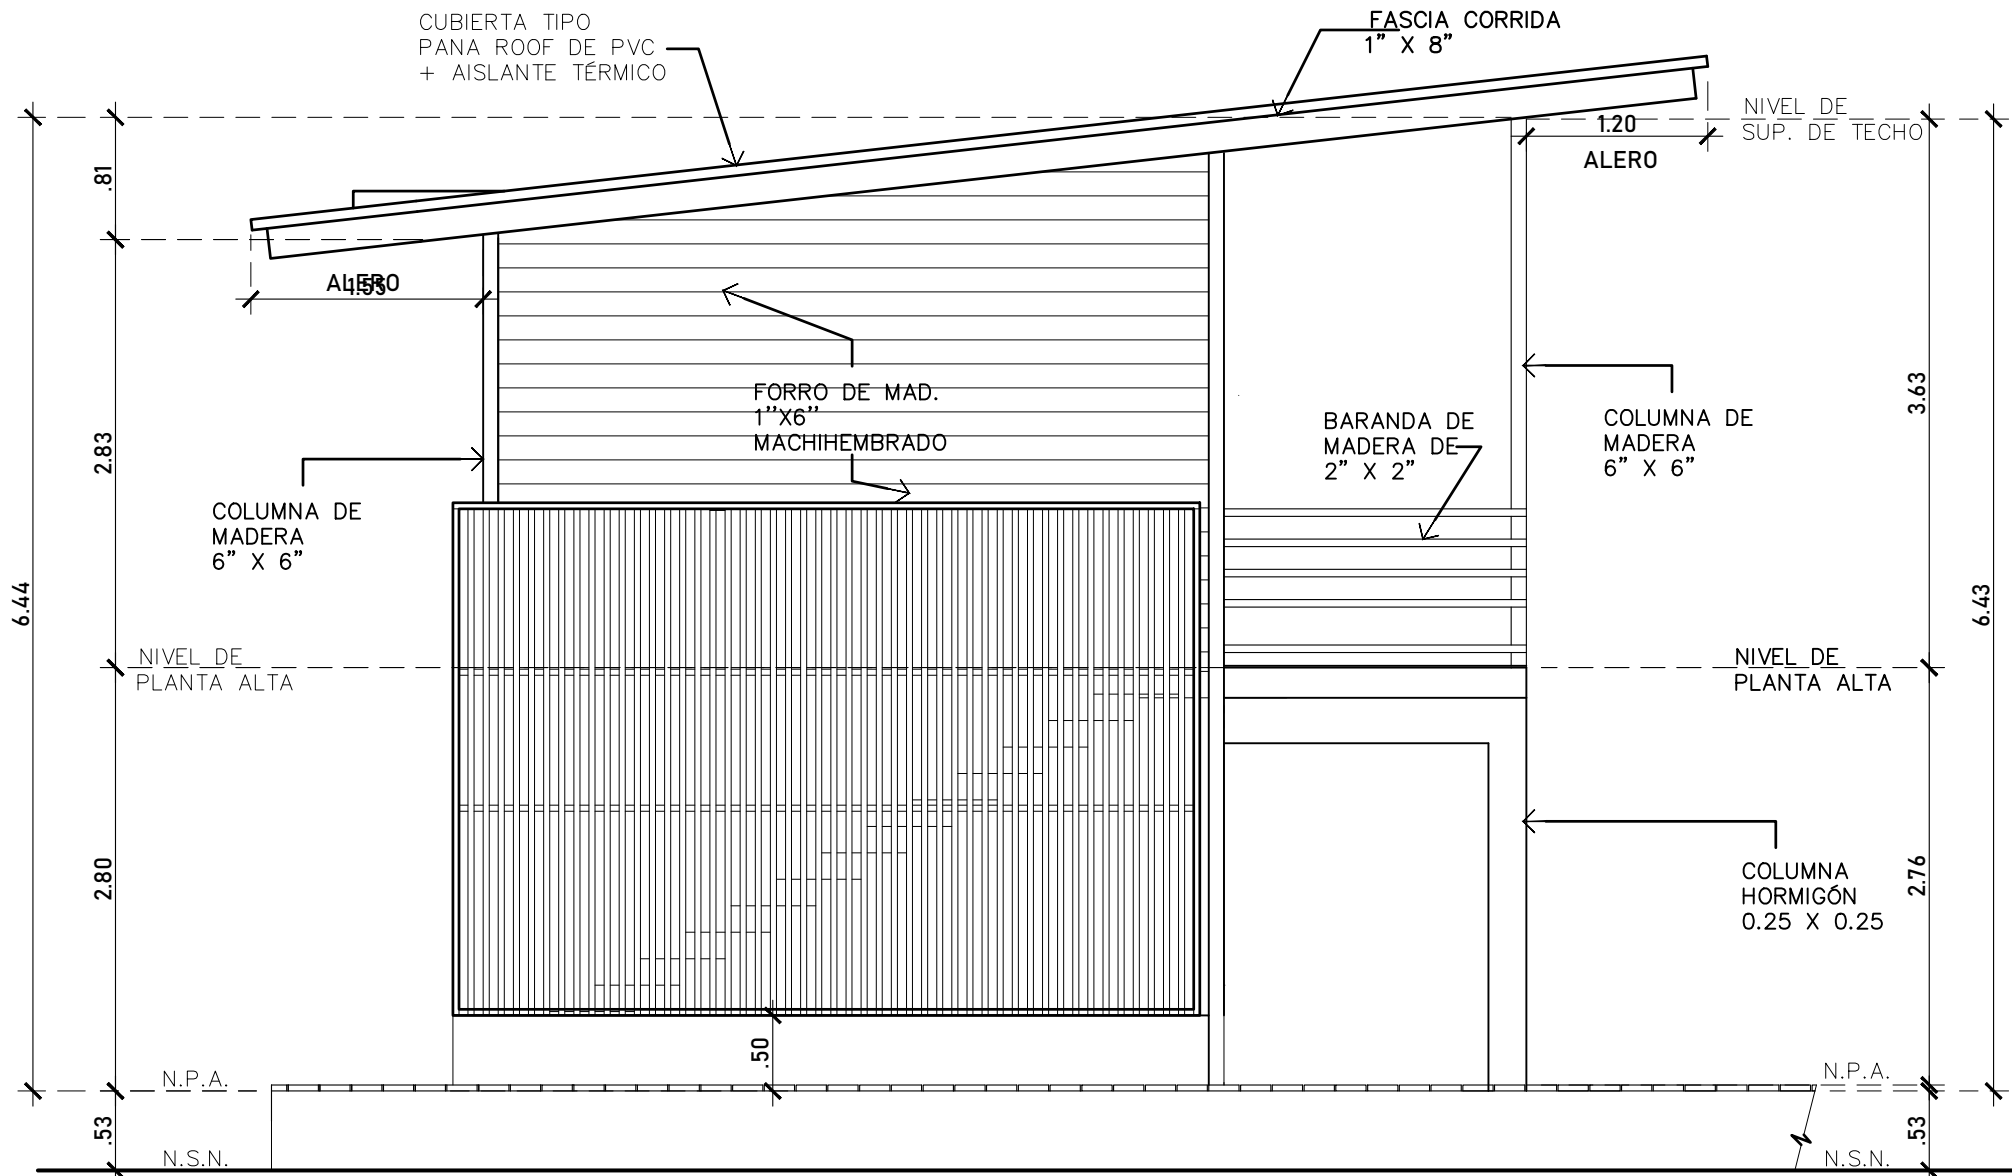 CUBIERTA TIPO
PANA ROOF DE PVC
+ AISLANTE TÉRMICO
FASCIA CORRIDA
1” X 8”
NIVEL DE
SUP. DE TECHO
1.20
ALERO
.81
ALERO
1.55
2.83
FORRO DE MAD.
1’’X6’’
MACHIHEMBRADO
BARANDA DE
MADERA DE
2” X 2”
COLUMNA DE
MADERA
6” X 6”
3.63
COLUMNA DE
MADERA
6” X 6”
6.44
6.43
NIVEL DE
PLANTA ALTA
NIVEL DE
PLANTA ALTA
2.80
2.76
COLUMNA
HORMIGÓN
0.25 X 0.25
.50
N.P.A.
N.P.A.
.53
.53
N.S.N.
N.S.N.